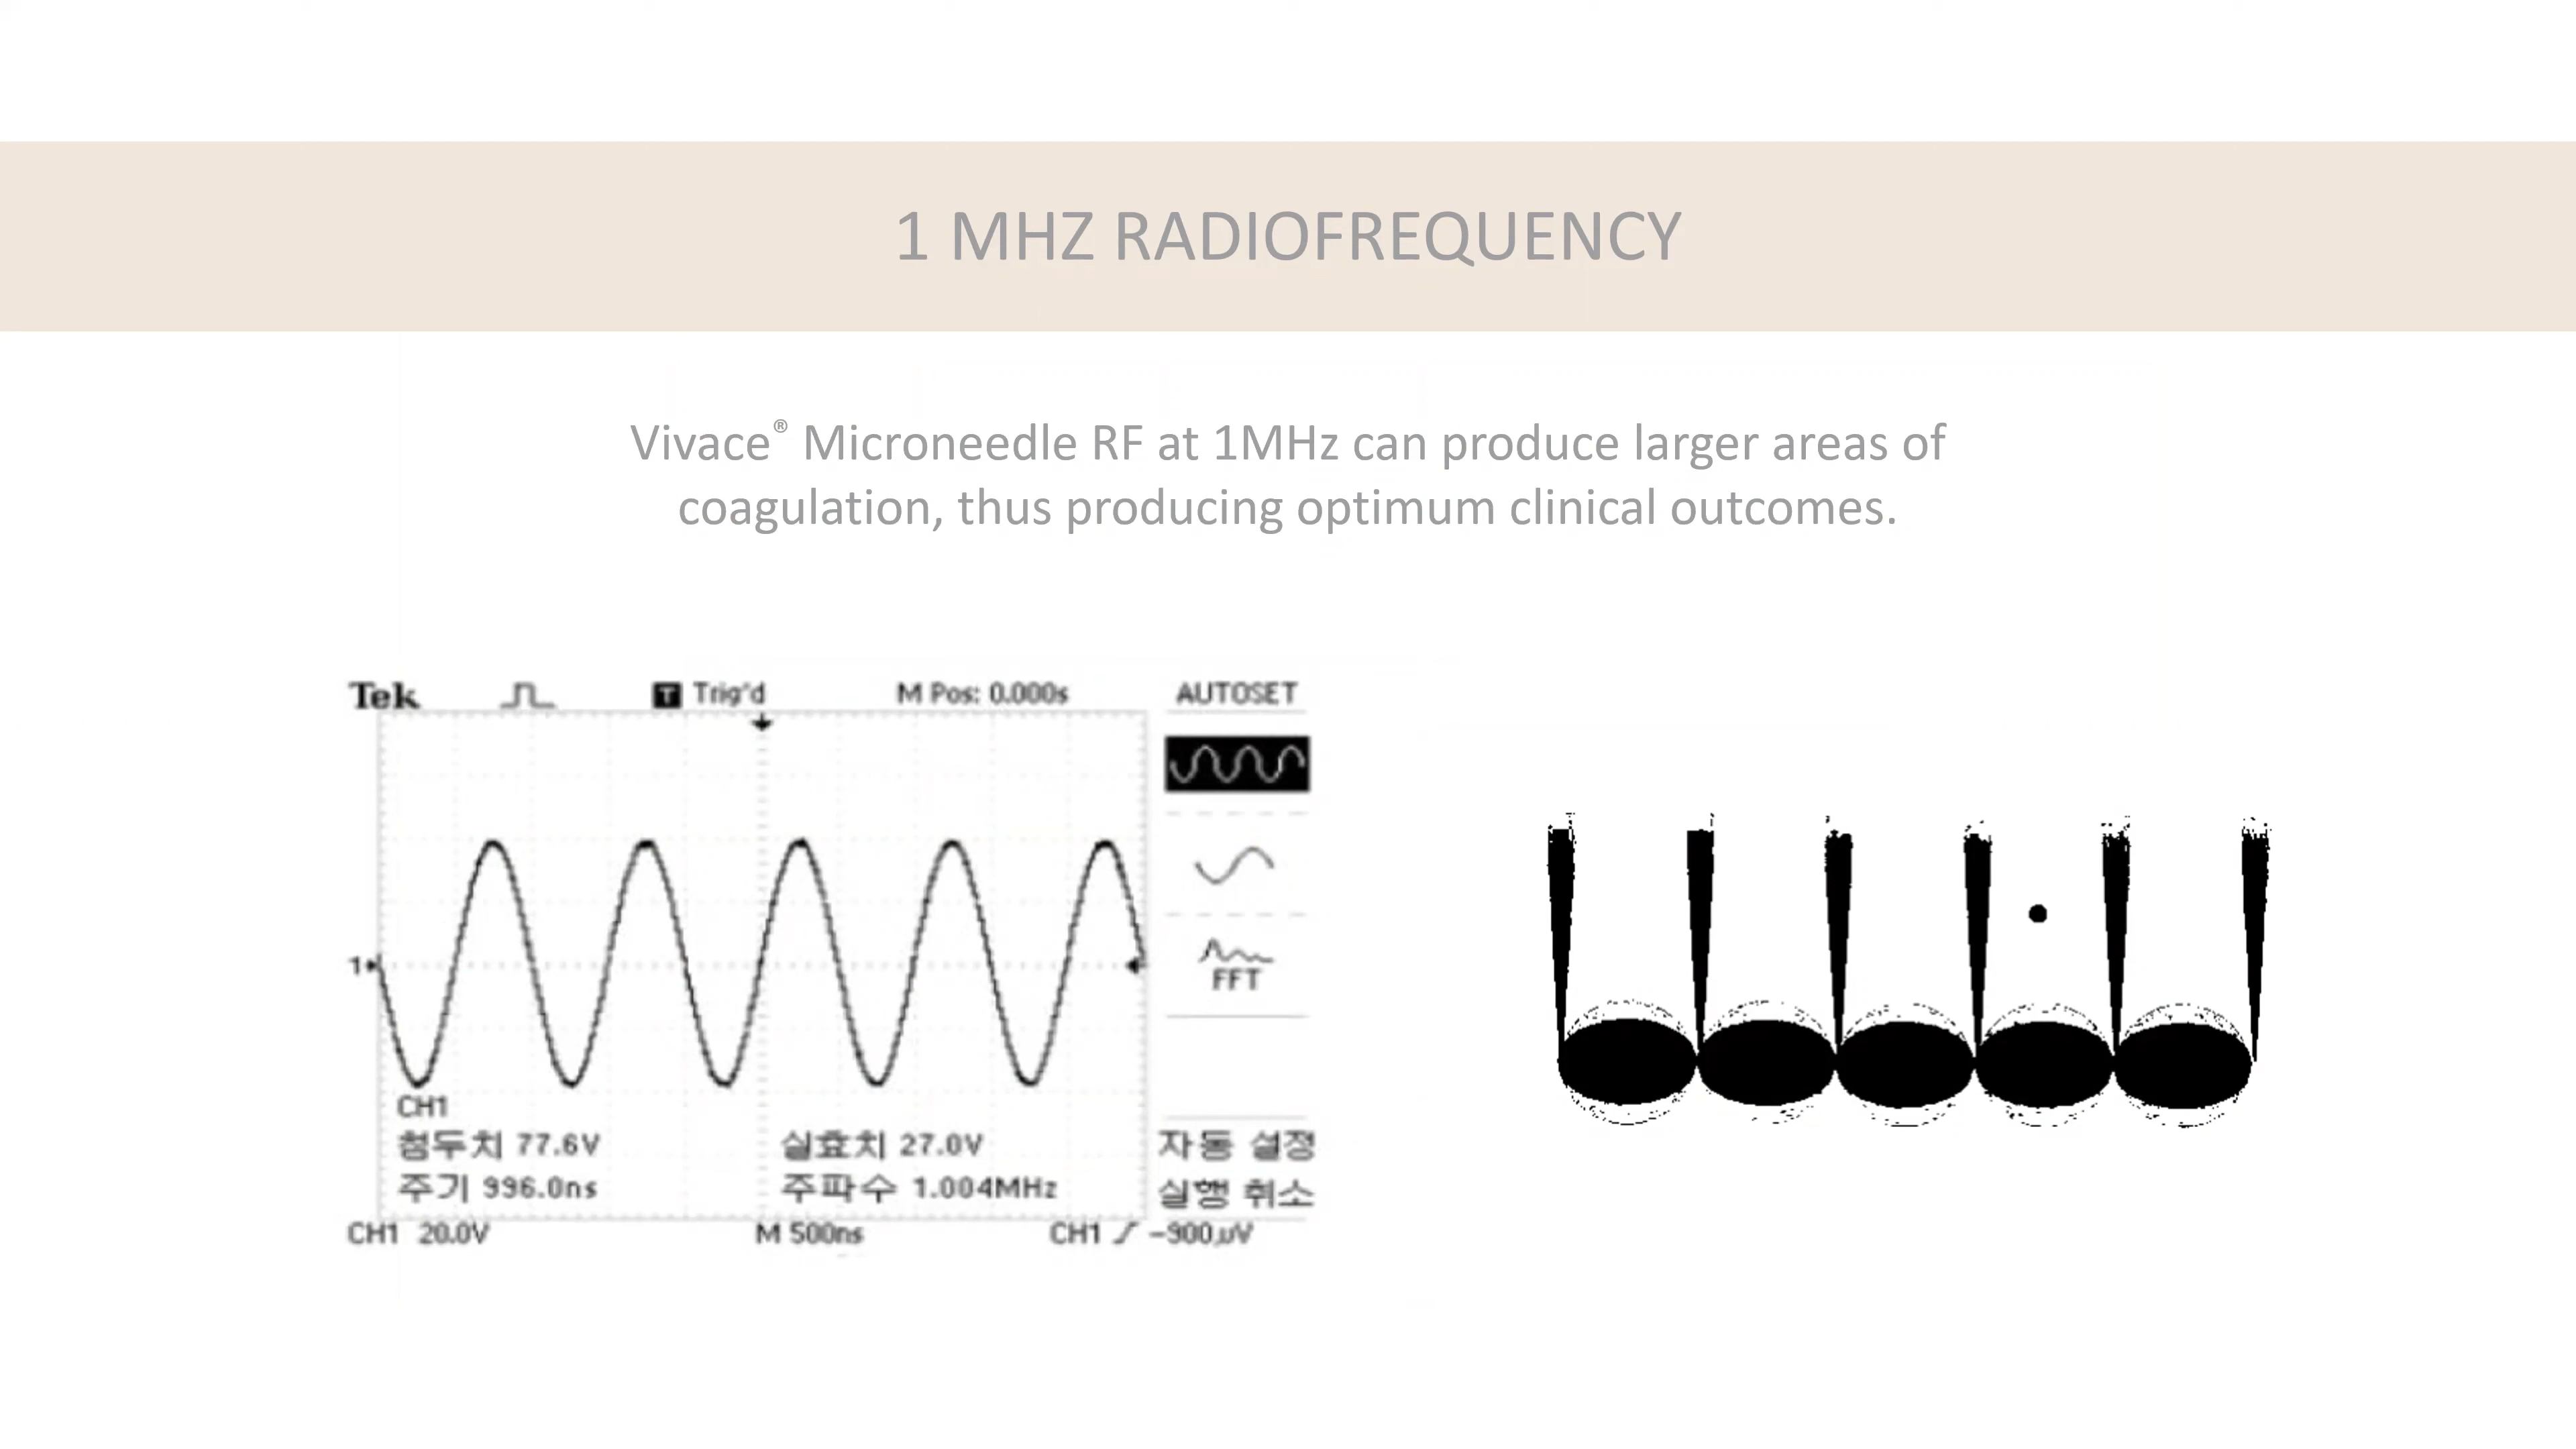 1 MHZ RADIOFREQUENCY
Vivace® Microneedle RF at 1MHz can produce larger areas of
coagulation, thus producing optimum clinical outcomes.
Tek T Trig'd M Pos: 0.000s AUTOSET
1
FFT
CH1
첨두치 77.6V 실효치 27.0V 자동 설정
주기 996.0ns 주파수 1.004MHz 실행 취소
CH1 20.0V M 500ns CH1 -900µV